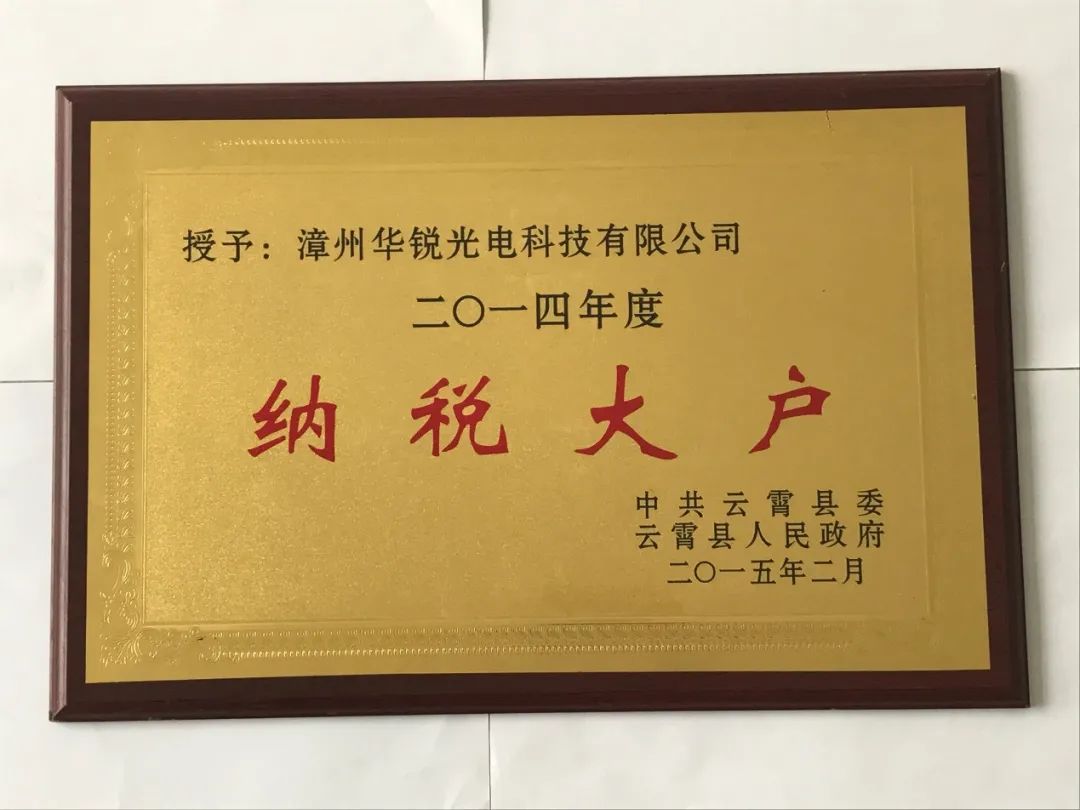 授予：漳州华锐光电科技有限公司
二〇一四年度
纳税大户
中共云霄县委
云霄县人民政府
二〇一五年二月